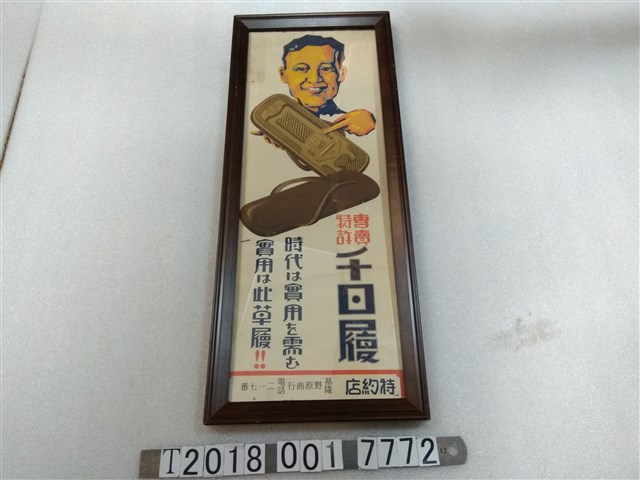 專賣
特許
千日履
時代は實用を需む
實用は此草履!!
特約店 基隆 野原商行 電話 二一七番
T2018 001 7772